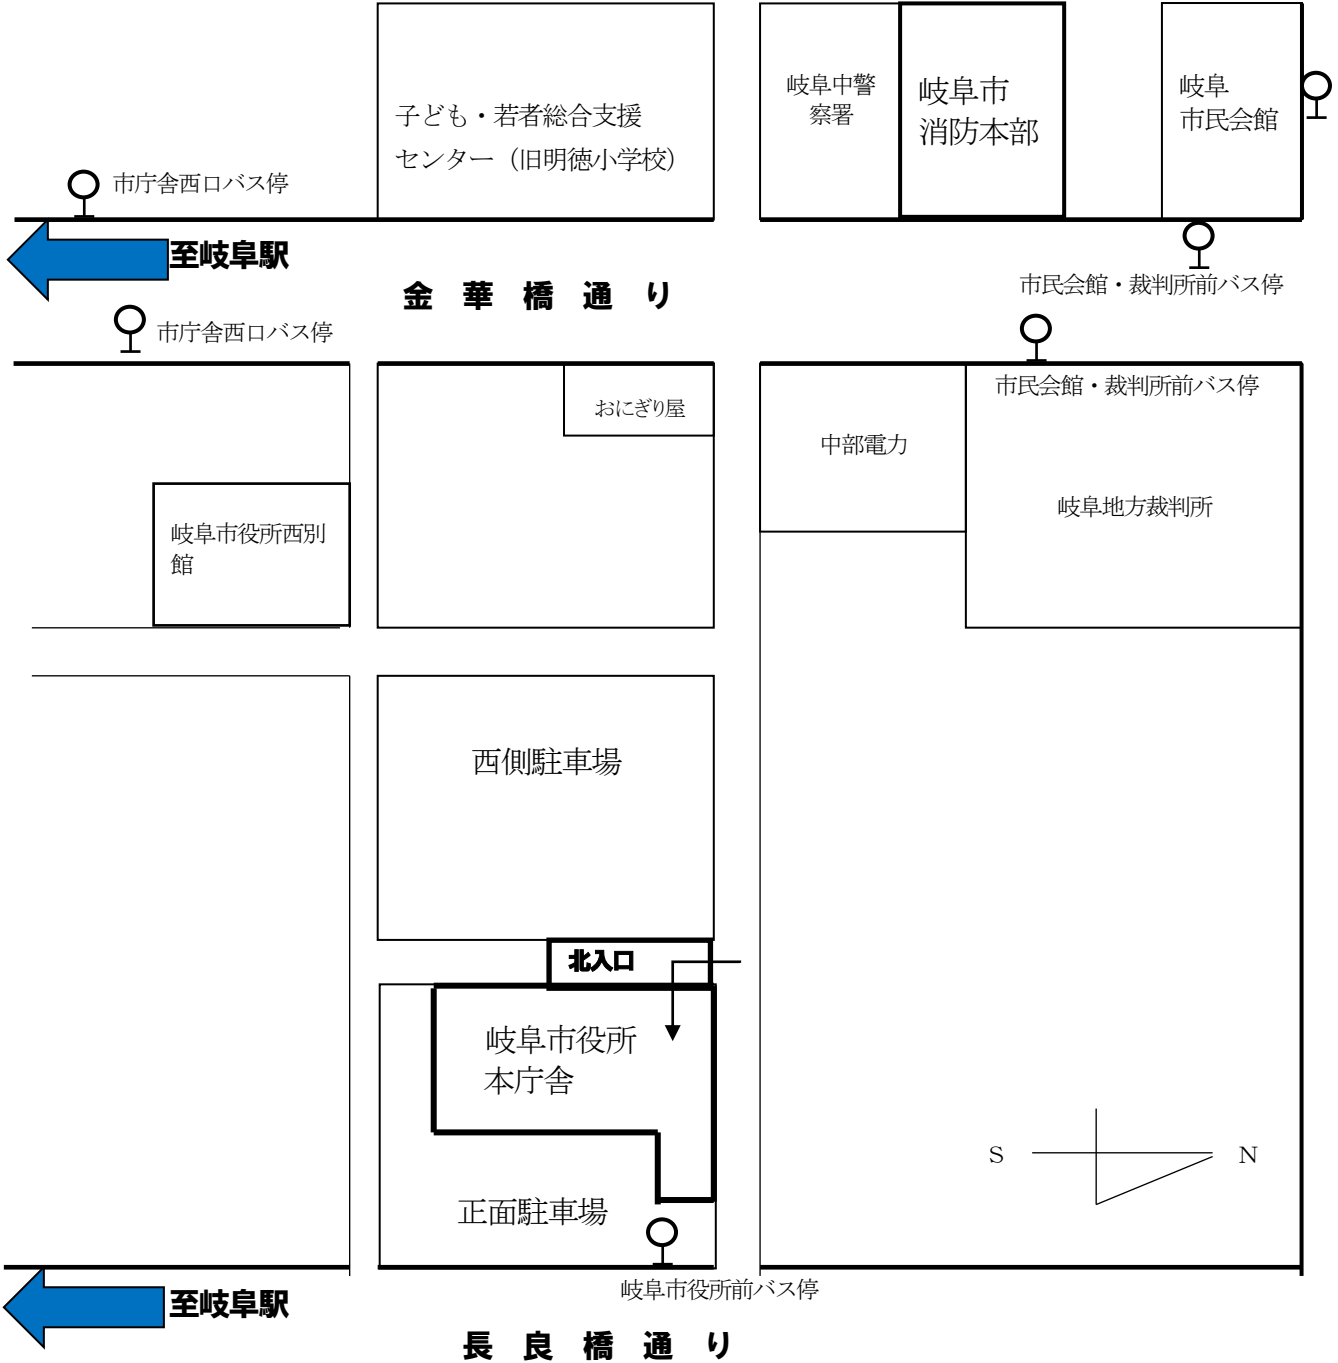 子ども・若者総合支援
センター（旧明徳小学校）
岐阜中警
察署
岐阜市
消防本部
岐阜
市民会館
市庁舎西口バス停
至岐阜駅
金華橋通り
市民会館・裁判所前バス停
市庁舎西口バス停
市民会館・裁判所前バス停
おにぎり屋
中部電力
岐阜地方裁判所
岐阜市役所西別
館
西側駐車場
北入口
岐阜市役所
本庁舎
S
N
正面駐車場
岐阜市役所前バス停
至岐阜駅
長良橋通り